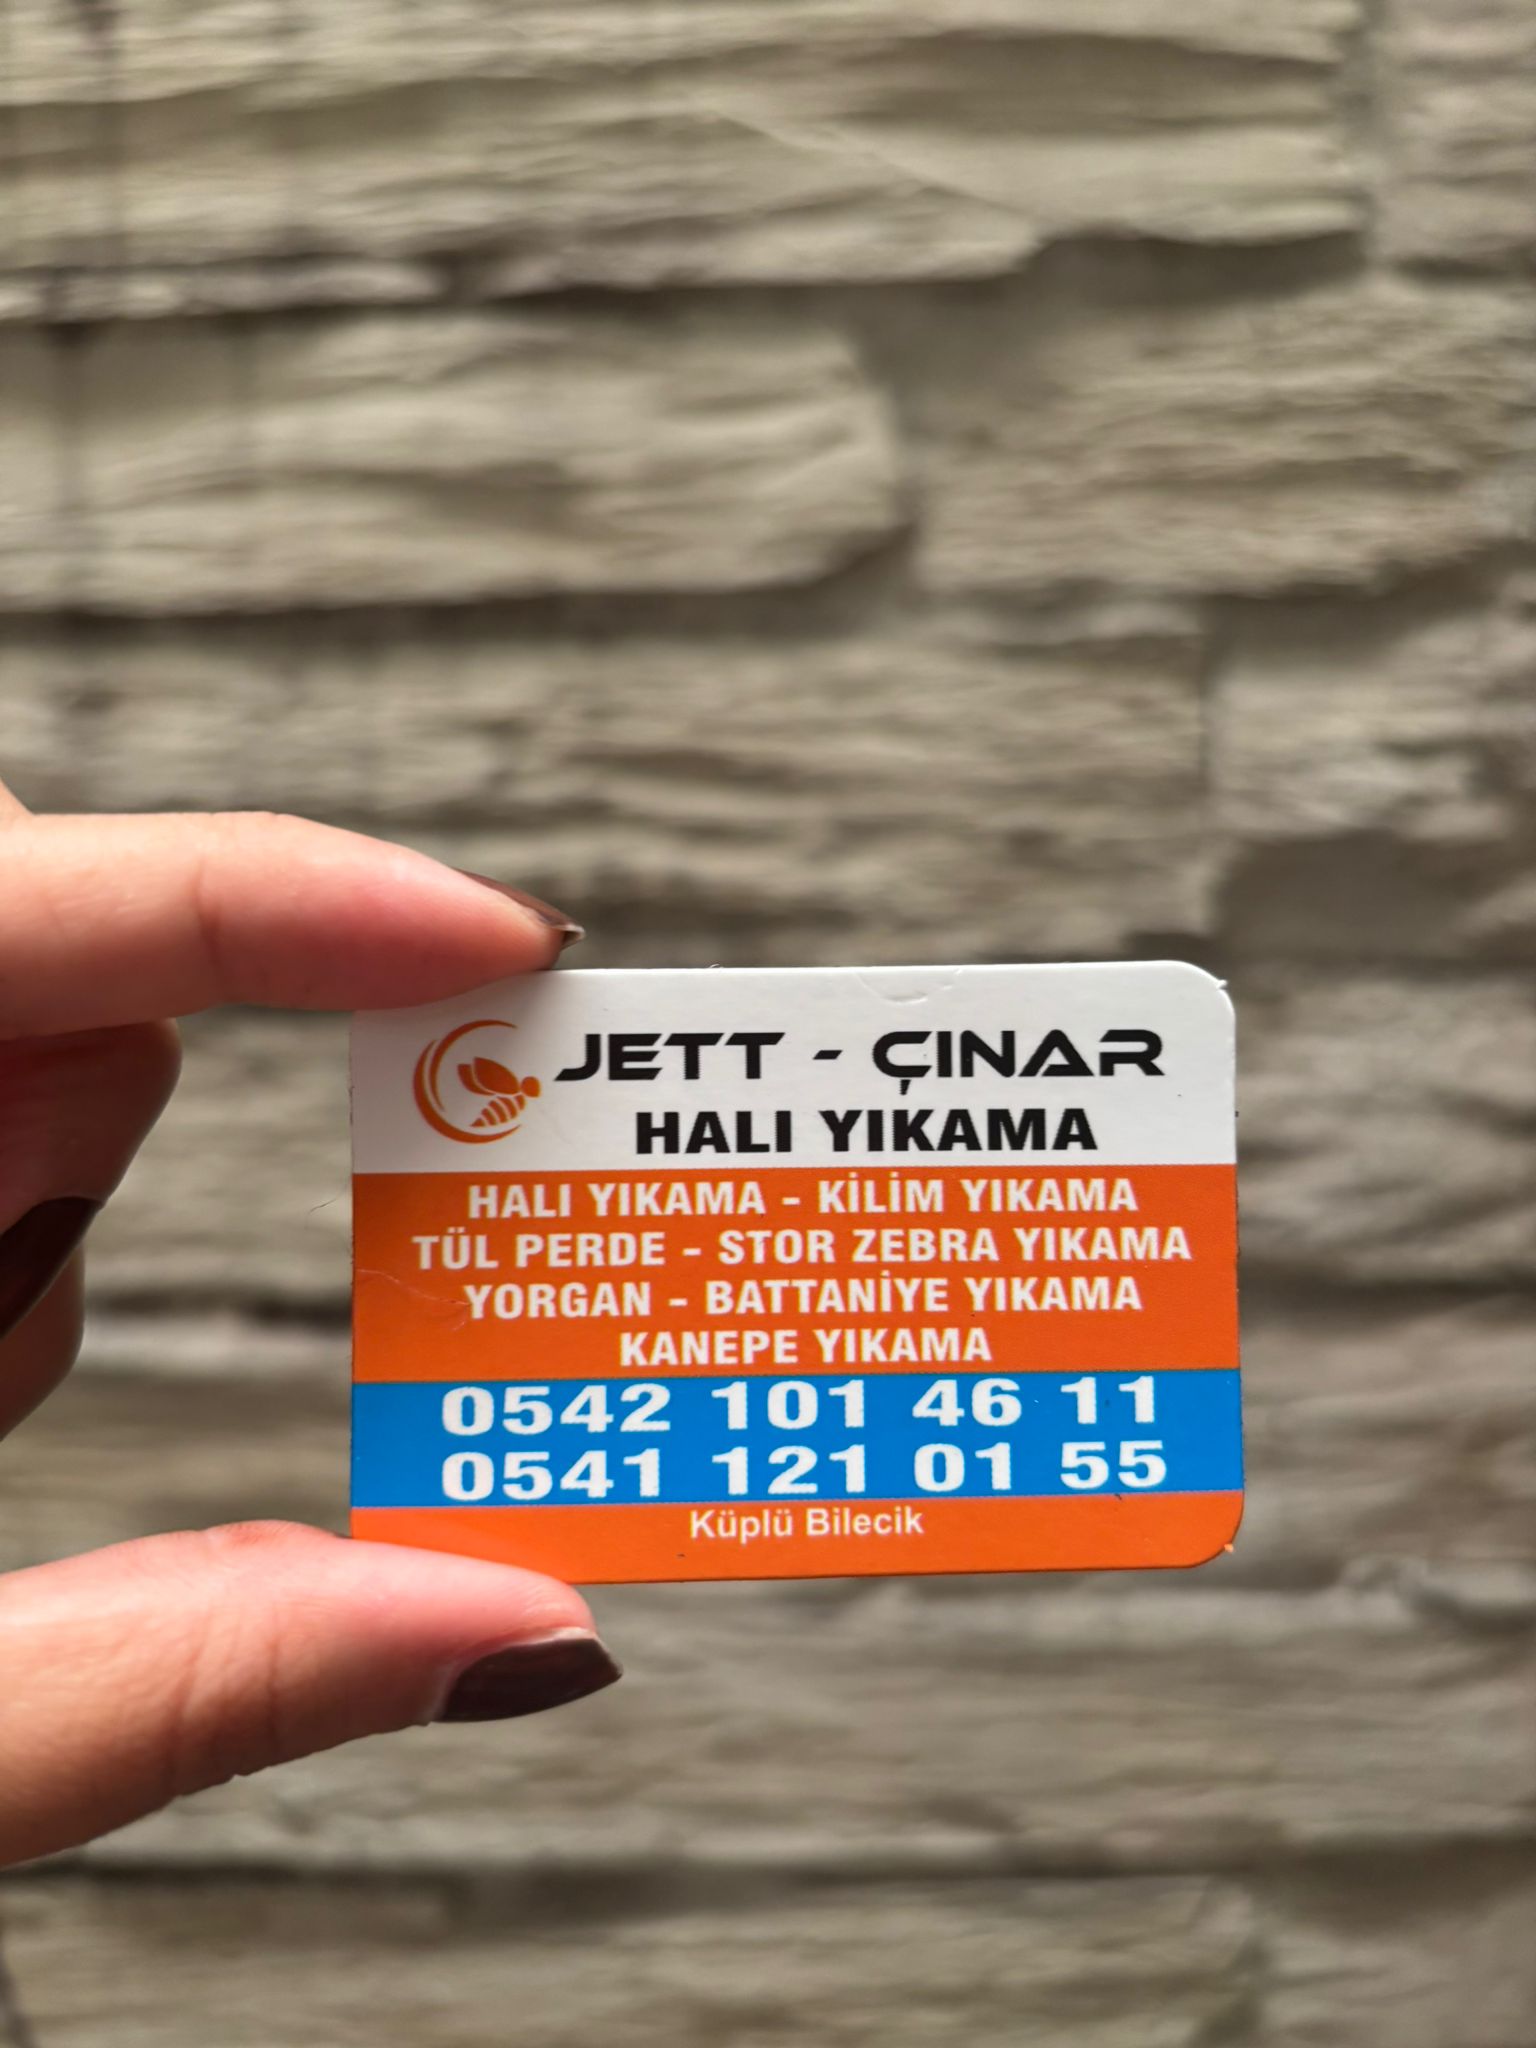 JETT - ÇINAR
HALI YIKAMA
HALI YIKAMA - KİLİM YIKAMA
TÜL PERDE - STOR ZEBRA YIKAMA
YORGAN - BATTANİYE YIKAMA
KANEPE YIKAMA
0542 101 46 11
0541 121 01 55
Küplü Bilecik